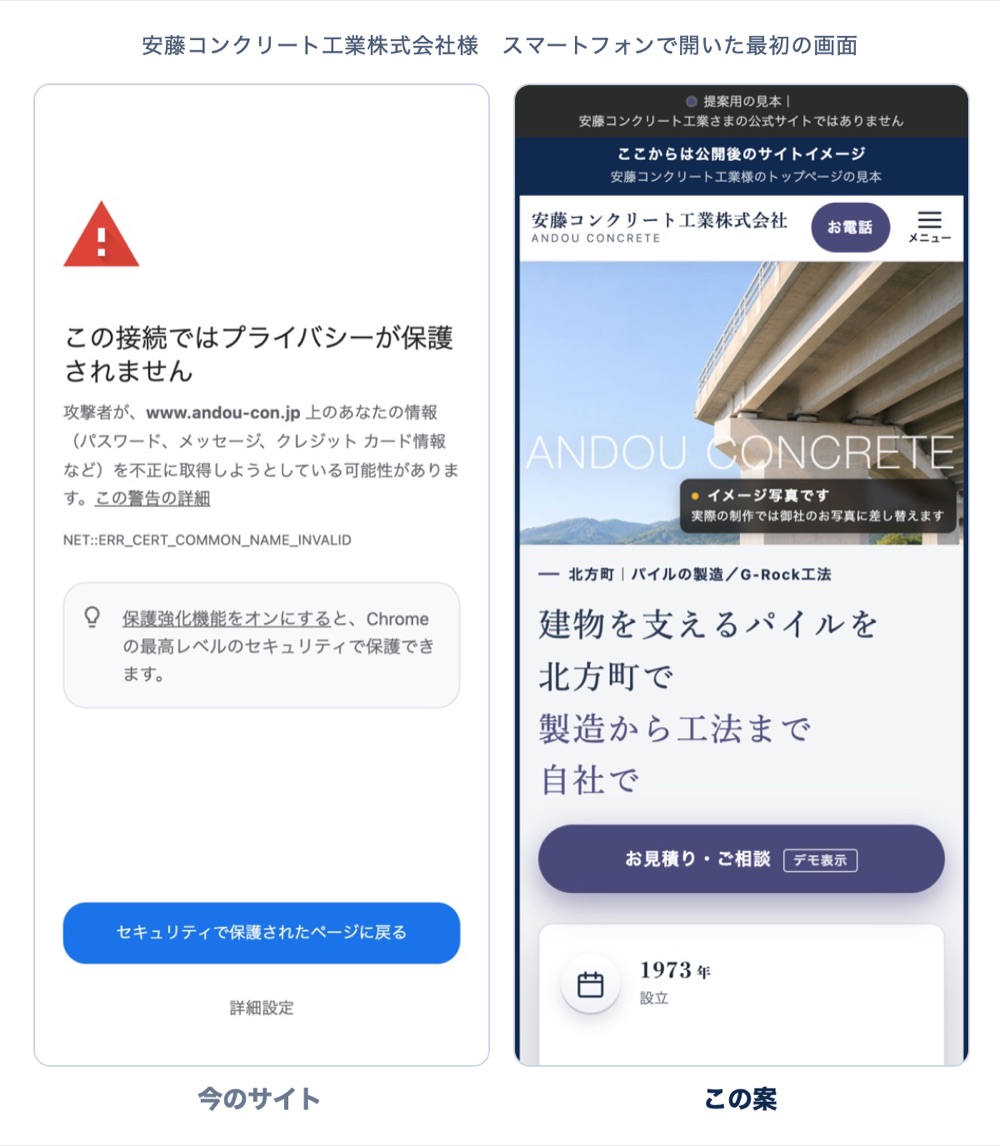 安藤コンクリート工業株式会社様　スマートフォンで開いた最初の画面
この接続ではプライバシーが保護
されません
攻撃者が、www.andou-con.jp 上のあなたの情報
（パスワード、メッセージ、クレジット カード情報
など）を不正に取得しようとしている可能性がありま
す。この警告の詳細
NET::ERR_CERT_COMMON_NAME_INVALID
保護強化機能をオンにすると、Chrome
の最高レベルのセキュリティで保護でき
ます。
セキュリティで保護されたページに戻る
詳細設定
今のサイト
提案用の見本｜
安藤コンクリート工業さまの公式サイトではありません
ここからは公開後のサイトイメージ
安藤コンクリート工業様のトップページの見本
安藤コンクリート工業株式会社
ANDOU CONCRETE
お電話
メニュー
ANDOU CONCRETE
イメージ写真です
実際の制作では御社のお写真に差し替えます
北方町｜パイルの製造／G-Rock工法
建物を支えるパイルを
北方町で
製造から工法まで
自社で
お見積り・ご相談 デモ表示
1973 年
設立
この案